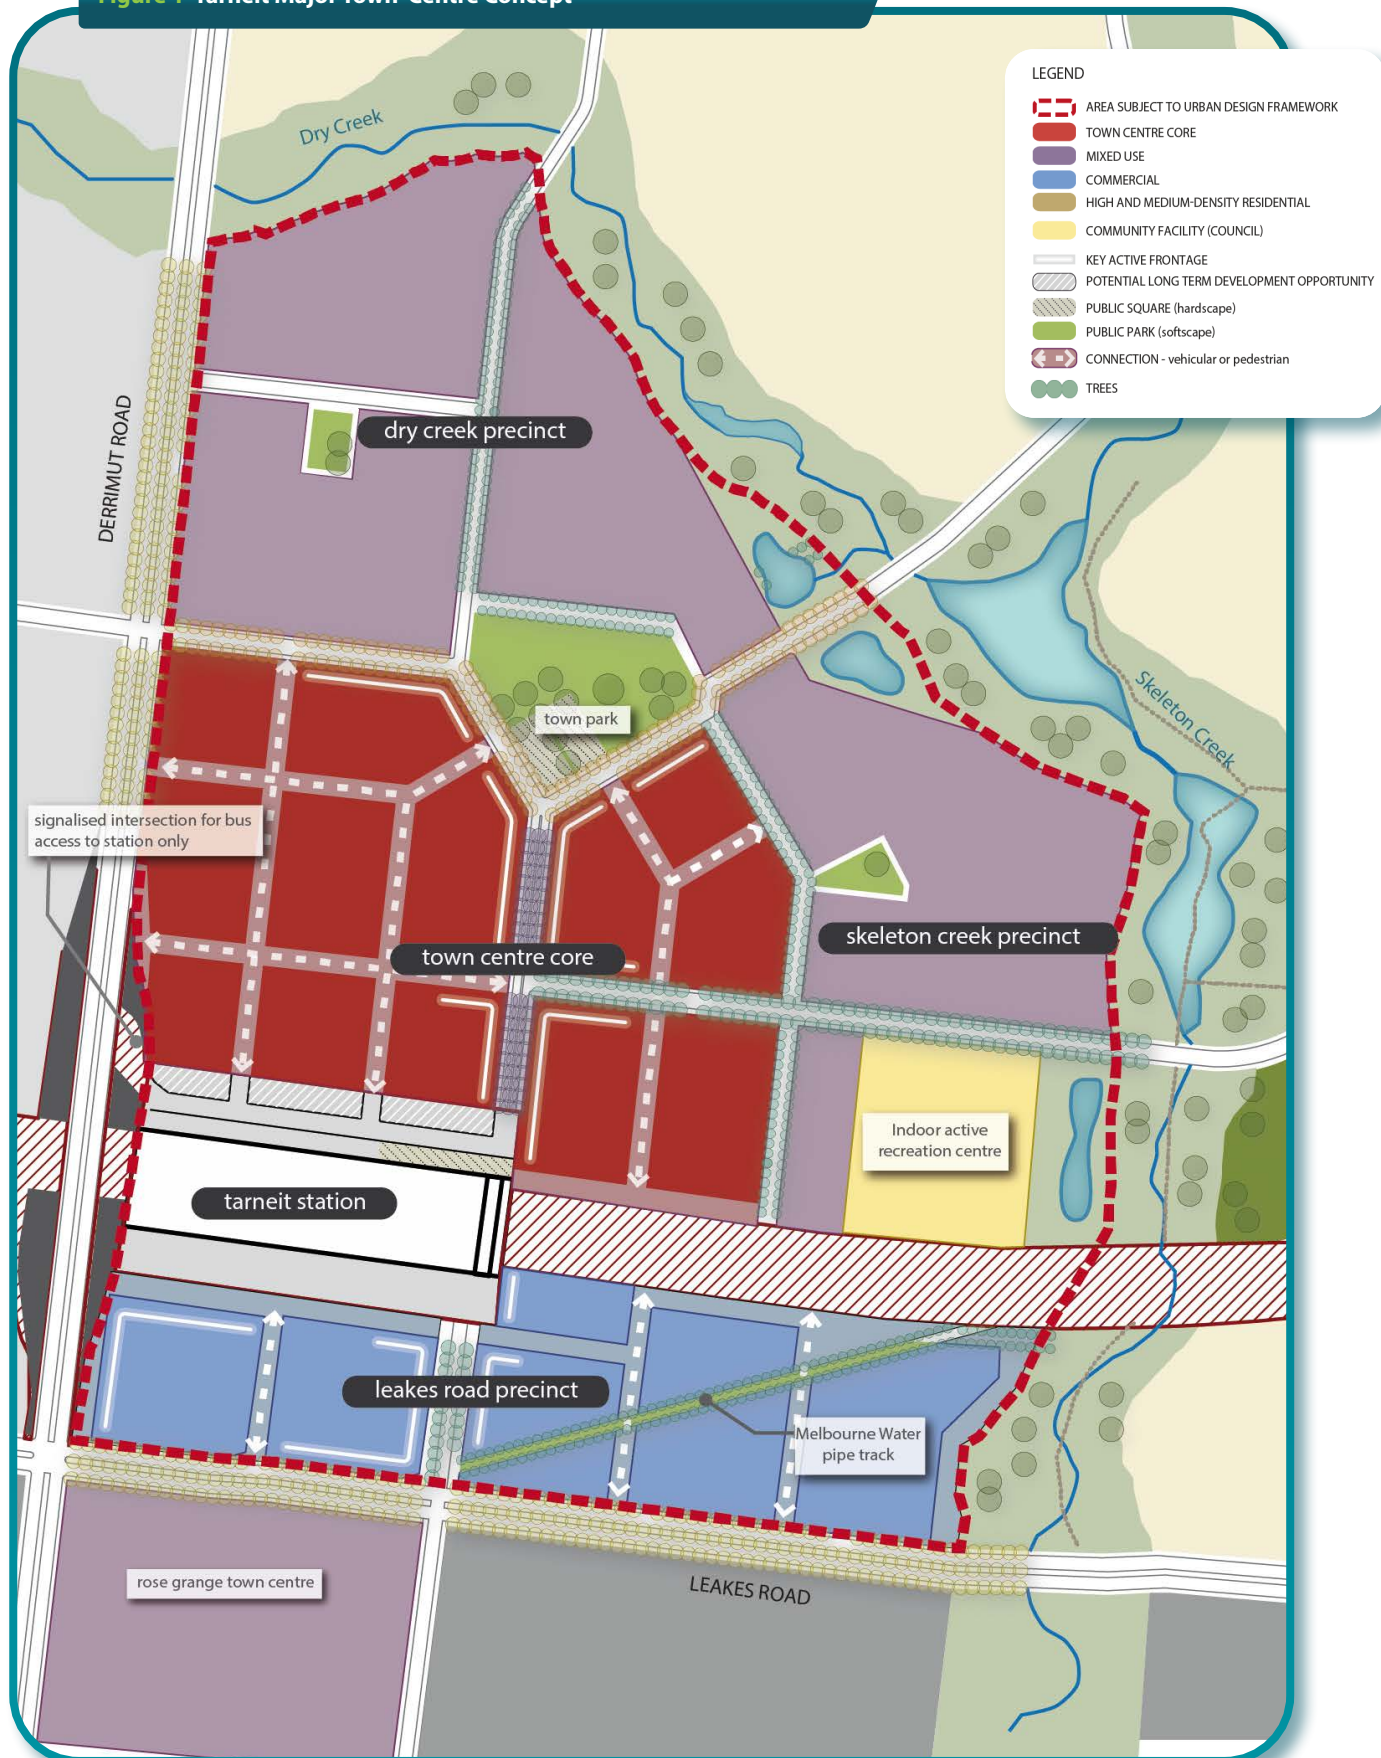 Figure 1 Tarneit Major Town Centre Concept
LEGEND
AREA SUBJECT TO URBAN DESIGN FRAMEWORK
TOWN CENTRE CORE
MIXED USE
COMMERCIAL
HIGH AND MEDIUM-DENSITY RESIDENTIAL
COMMUNITY FACILITY (COUNCIL)
KEY ACTIVE FRONTAGE
POTENTIAL LONG TERM DEVELOPMENT OPPORTUNITY
PUBLIC SQUARE (hardscape)
PUBLIC PARK (softscape)
CONNECTION - vehicular or pedestrian
TREES
Dry Creek
DERRIMUT ROAD
dry creek precinct
Skeleton Creek
town park
signalised intersection for bus
access to station only
skeleton creek precinct
town centre core
Indoor active
recreation centre
tarneit station
leakes road precinct
Melbourne Water
pipe track
rose grange town centre
LEAKES ROAD